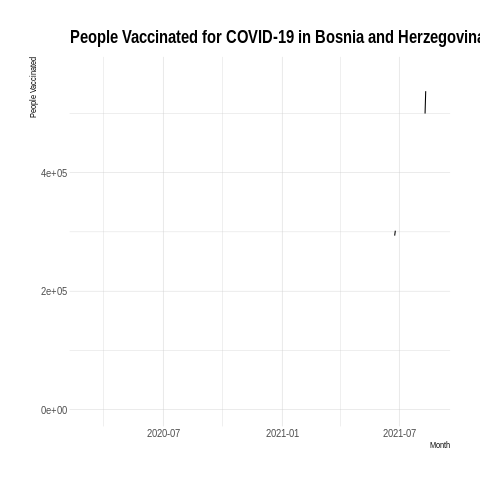 People Vaccinated for COVID-19 in Bosnia and Herzegovina
People Vaccinated
4e+05
2e+05
0e+00
2020-07 2021-01 2021-07
Month